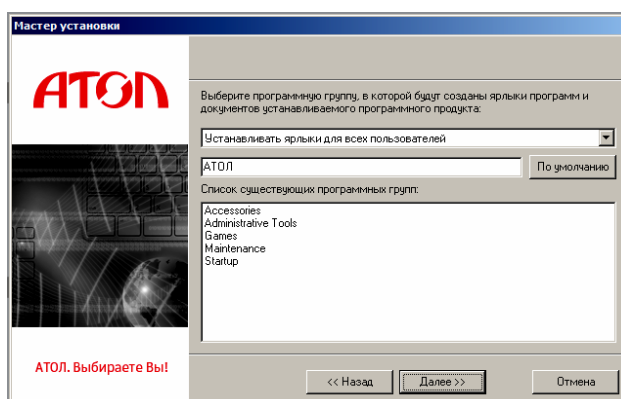 Мастер установки
АТОЛ
Выберите программную группу, в которой будут созданы ярлыки программ и
документов устанавливаемого программного продукта:
Устанавливать ярлыки для всех пользователей
АТОЛ
По умолчанию
Список существующих программных групп:
Accessories
Administrative Tools
Games
Maintenance
Startup
АТОЛ. Выбираете Вы!
<< Назад
Далее >>
Отмена